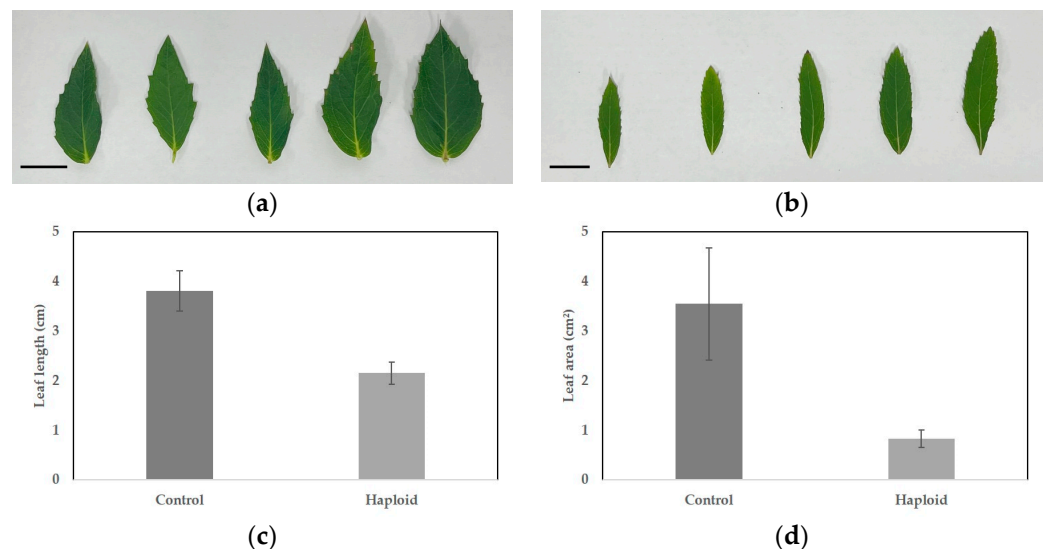 (a)
(b)
Leaf length (cm)
5
4
3
2
1
0
Control
Haploid
(c)
Leaf area (cm²)
5
4
3
2
1
0
Control
Haploid
(d)